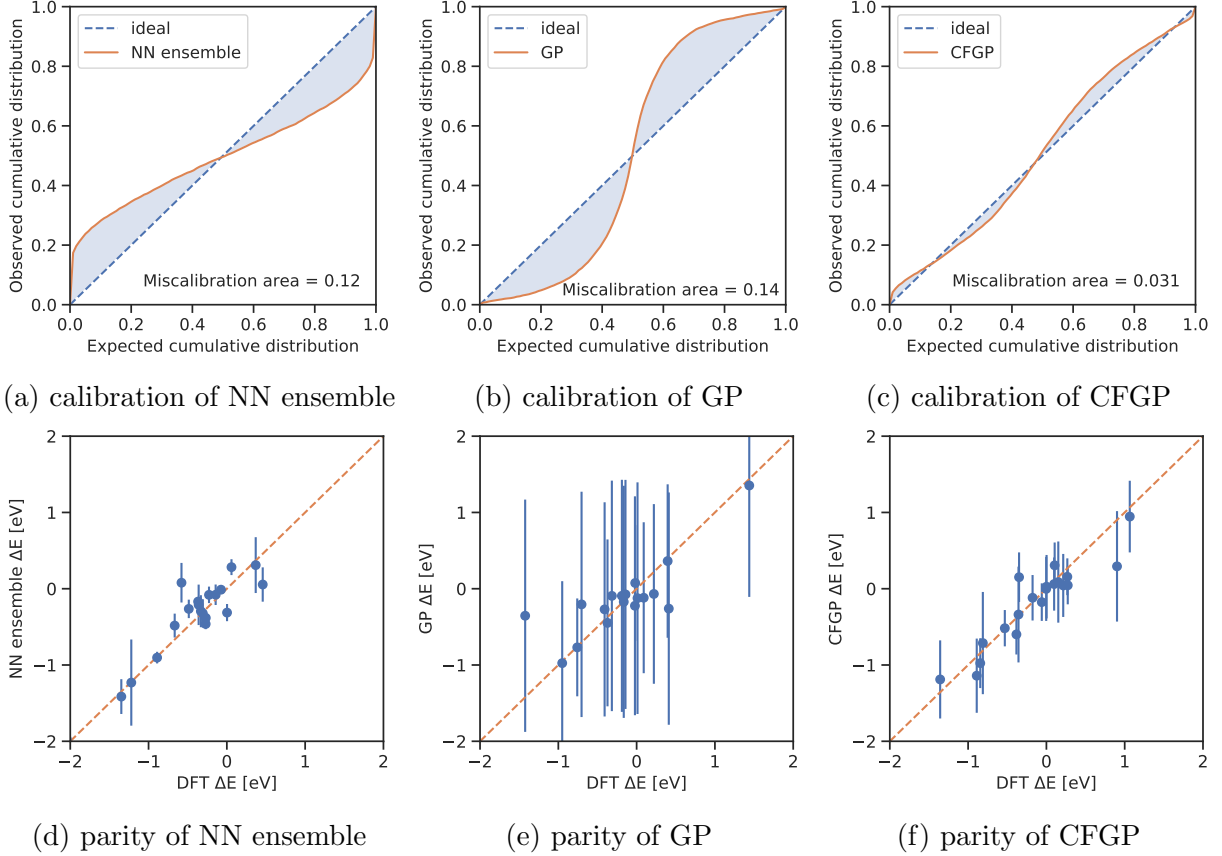 1.0
0.8
0.6
0.4
0.2
0.0
Observed cumulative distribution
ideal
NN ensemble
Miscalibration area = 0.12
0.0 0.2 0.4 0.6 0.8 1.0
Expected cumulative distribution
(a) calibration of NN ensemble
1.0
0.8
0.6
0.4
0.2
0.0
Observed cumulative distribution
ideal
GP
Miscalibration area = 0.14
0.0 0.2 0.4 0.6 0.8 1.0
Expected cumulative distribution
(b) calibration of GP
1.0
0.8
0.6
0.4
0.2
0.0
Observed cumulative distribution
ideal
CFGP
Miscalibration area = 0.031
0.0 0.2 0.4 0.6 0.8 1.0
Expected cumulative distribution
(c) calibration of CFGP
2
1
0
−1
−2
NN ensemble ΔE [eV]
−2 −1 0 1 2
DFT ΔE [eV]
(d) parity of NN ensemble
2
1
0
−1
−2
GP ΔE [eV]
−2 −1 0 1 2
DFT ΔE [eV]
(e) parity of GP
2
1
0
−1
−2
CFGP ΔE [eV]
−2 −1 0 1 2
DFT ΔE [eV]
(f) parity of CFGP